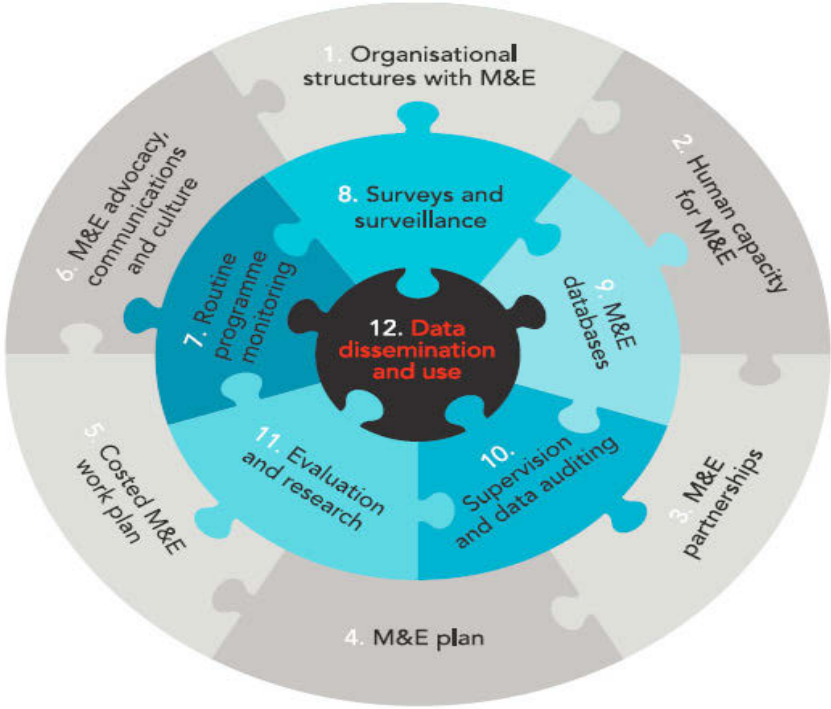 1. Organisational
structures with M&E
2. Human capacity
for M&E
3. M&E
partnerships
4. M&E plan
5. Costed M&E
work plan
6. M&E advocacy,
communications
and culture
7. Routine
programme
monitoring
8. Surveys and
surveillance
9. M&E
databases
10.
Supervision
and data auditing
11. Evaluation
and research
12. Data
dissemination
and use